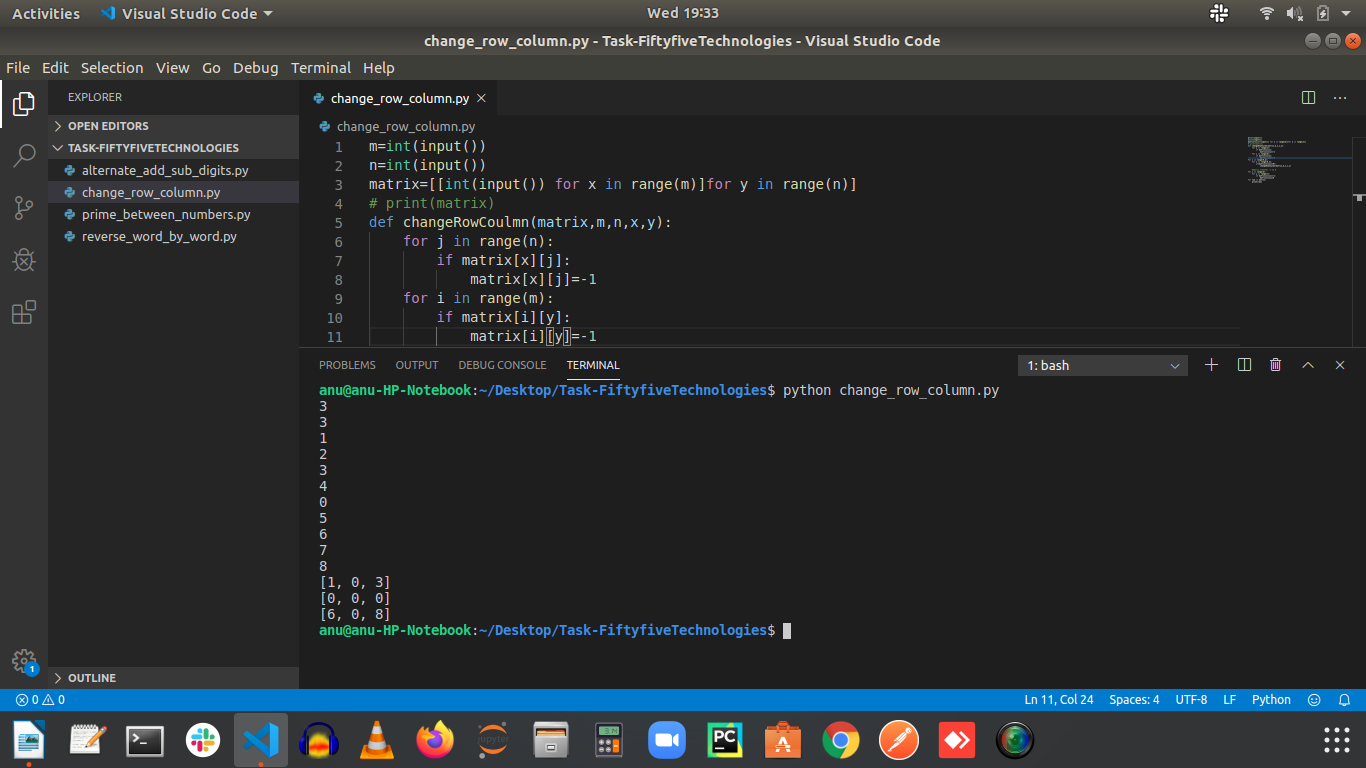 Activities Visual Studio Code Wed 19:33
change_row_column.py - Task-FiftyfiveTechnologies - Visual Studio Code
File Edit Selection View Go Debug Terminal Help
EXPLORER
OPEN EDITORS
TASK-FIFTYFIVETECHNOLOGIES
alternate_add_sub_digits.py
change_row_column.py
prime_between_numbers.py
reverse_word_by_word.py
OUTLINE
1
change_row_column.py
change_row_column.py
1 m=int(input())
2 n=int(input())
3 matrix=[[int(input()) for x in range(m)]for y in range(n)]
4 # print(matrix)
5 def changeRowCoulmn(matrix,m,n,x,y):
6 for j in range(n):
7 if matrix[x][j]:
8 matrix[x][j]=-1
9 for i in range(m):
10 if matrix[i][y]:
11 matrix[i][y]=-1
PROBLEMS OUTPUT DEBUG CONSOLE TERMINAL 1: bash
anu@anu-HP-Notebook:~/Desktop/Task-FiftyfiveTechnologies$ python change_row_column.py
3
3
1
2
3
4
0
5
6
7
8
[1, 0, 3]
[0, 0, 0]
[6, 0, 8]
anu@anu-HP-Notebook:~/Desktop/Task-FiftyfiveTechnologies$
0 0 Ln 11, Col 24 Spaces: 4 UTF-8 LF Python
jupyter
PC